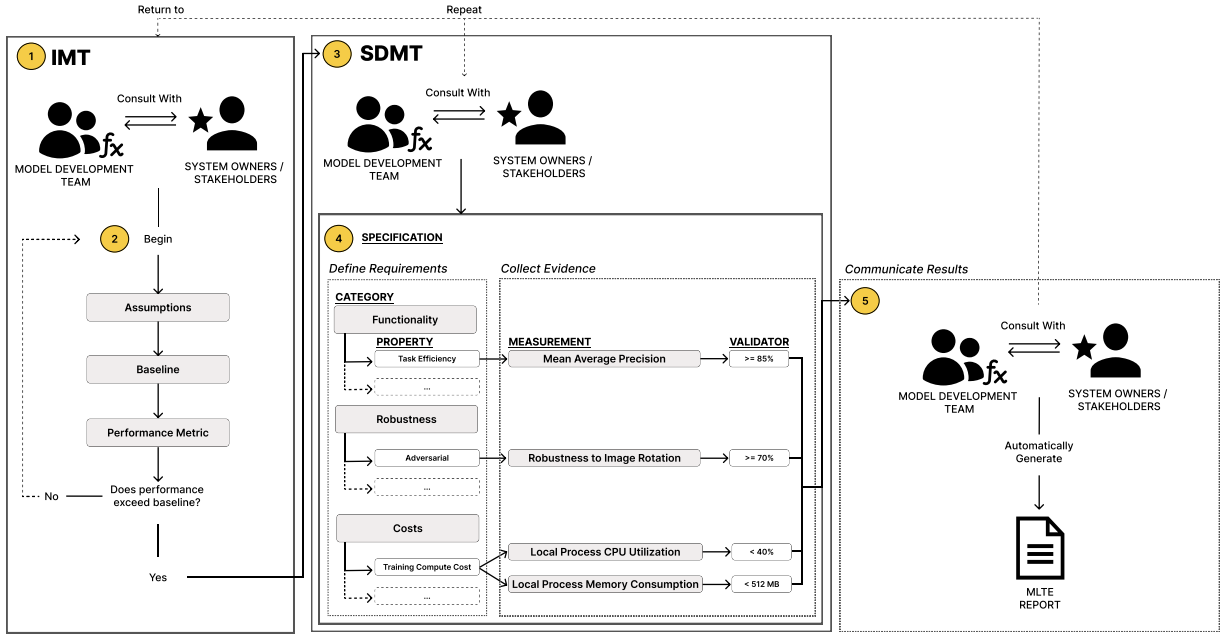 Return to
Repeat
1
IMT
Consult With
MODEL DEVELOPMENT
TEAM
fx
SYSTEM OWNERS /
STAKEHOLDERS
2
Begin
Assumptions
Baseline
Performance Metric
Does performance
exceed baseline?
No
Yes
3
SDMT
Consult With
MODEL DEVELOPMENT
TEAM
fx
SYSTEM OWNERS /
STAKEHOLDERS
4
SPECIFICATION
Define Requirements
Collect Evidence
CATEGORY
Functionality
PROPERTY
MEASUREMENT
VALIDATOR
Task Efficiency
Mean Average Precision
>= 85%
...
Robustness
Adversarial
Robustness to Image Rotation
>= 70%
...
Costs
Training Compute Cost
Local Process CPU Utilization
< 40%
Local Process Memory Consumption
< 512 MB
...
Communicate Results
5
Consult With
MODEL DEVELOPMENT
TEAM
fx
SYSTEM OWNERS /
STAKEHOLDERS
Automatically
Generate
MLTE
REPORT